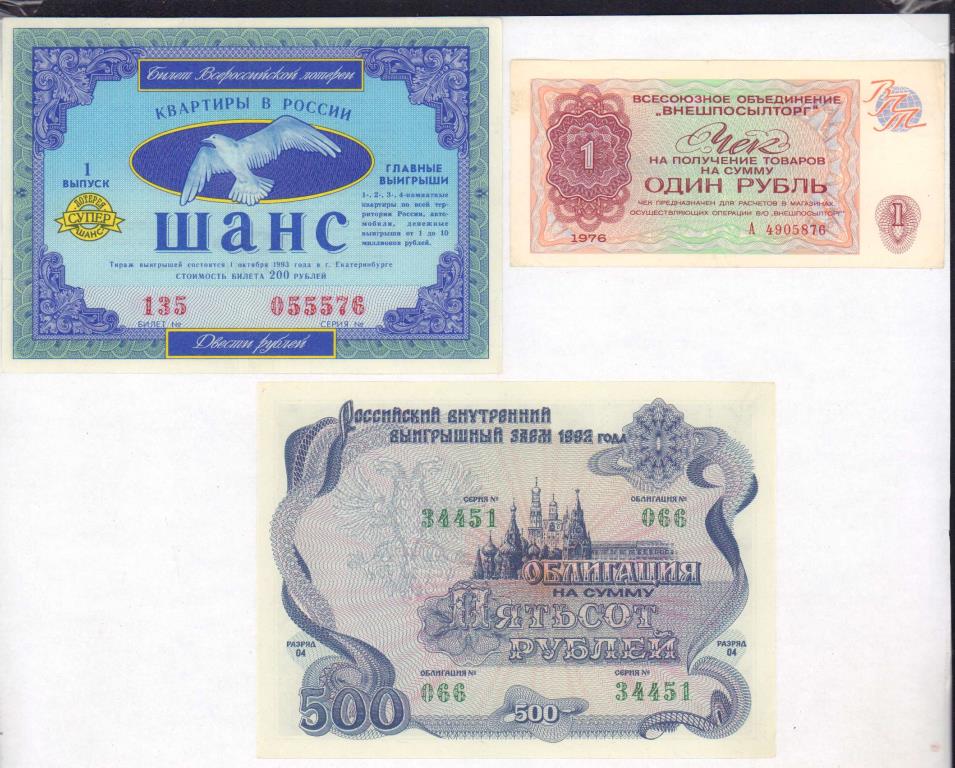 Билет Всероссийской лотереи
КВАРТИРЫ В РОССИИ
1
ВЫПУСК
ЛОТЕРЕЯ
СУПЕР
ШАНС
ГЛАВНЫЕ
ВЫИГРЫШИ
1-, 2-, 3-, 4-комнатные
квартиры по всей тер-
ритории России, авто-
мобили, денежные
выигрыши от 1 до 10
миллионов рублей.
ШАНС
Тираж выигрышей состоится 1 октября 1993 года в г. Екатеринбурге
СТОИМОСТЬ БИЛЕТА 200 РУБЛЕЙ
135 055576
БИЛЕТ № СЕРИЯ №
Двести рублей
ВПТ
ВСЕСОЮЗНОЕ ОБЪЕДИНЕНИЕ
"ВНЕШПОСЫЛТОРГ"
Чек
НА ПОЛУЧЕНИЕ ТОВАРОВ
НА СУММУ
1
ОДИН РУБЛЬ
ЧЕК ПРЕДНАЗНАЧЕН ДЛЯ РАСЧЕТОВ В МАГАЗИНАХ,
ОСУЩЕСТВЛЯЮЩИХ ОПЕРАЦИИ В/О „ВНЕШПОСЫЛТОРГ"
1
1976
А 4905876
Российский внутренний
выигрышный заем 1992 года
СЕРИЯ № ОБЛИГАЦИЯ №
34451 066
ОБЛИГАЦИЯ
НА СУММУ
Пятьсот
рублей
РАЗРЯД
04
РАЗРЯД
04
ОБЛИГАЦИЯ № СЕРИЯ №
066 34451
500
500